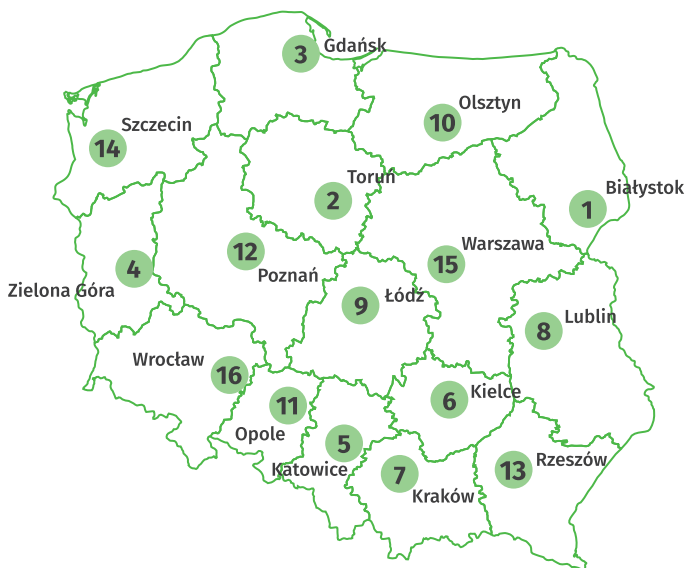 3
Gdańsk
10
Olsztyn
14
Szczecin
2
Toruń
1
Białystok
4
Zielona Góra
12
Poznań
15
Warszawa
9
Łódź
8
Lublin
16
Wrocław
11
Opole
6
Kielce
5
Katowice
7
Kraków
13
Rzeszów